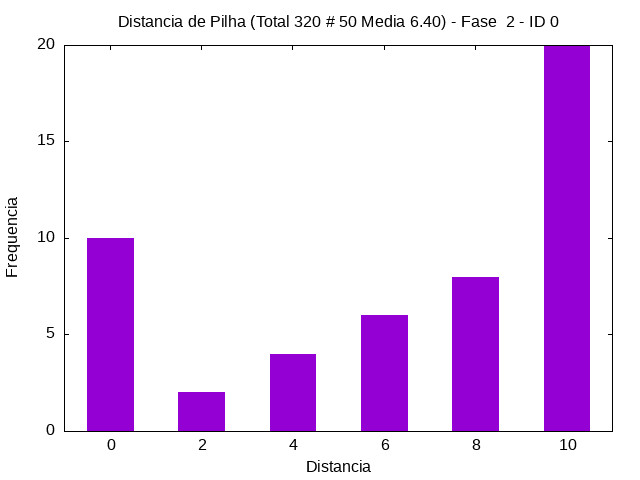 Distancia de Pilha (Total 320 # 50 Media 6.40) - Fase  2 - ID 0
20
15
10
5
0
Frequencia
0 2 4 6 8 10
Distancia